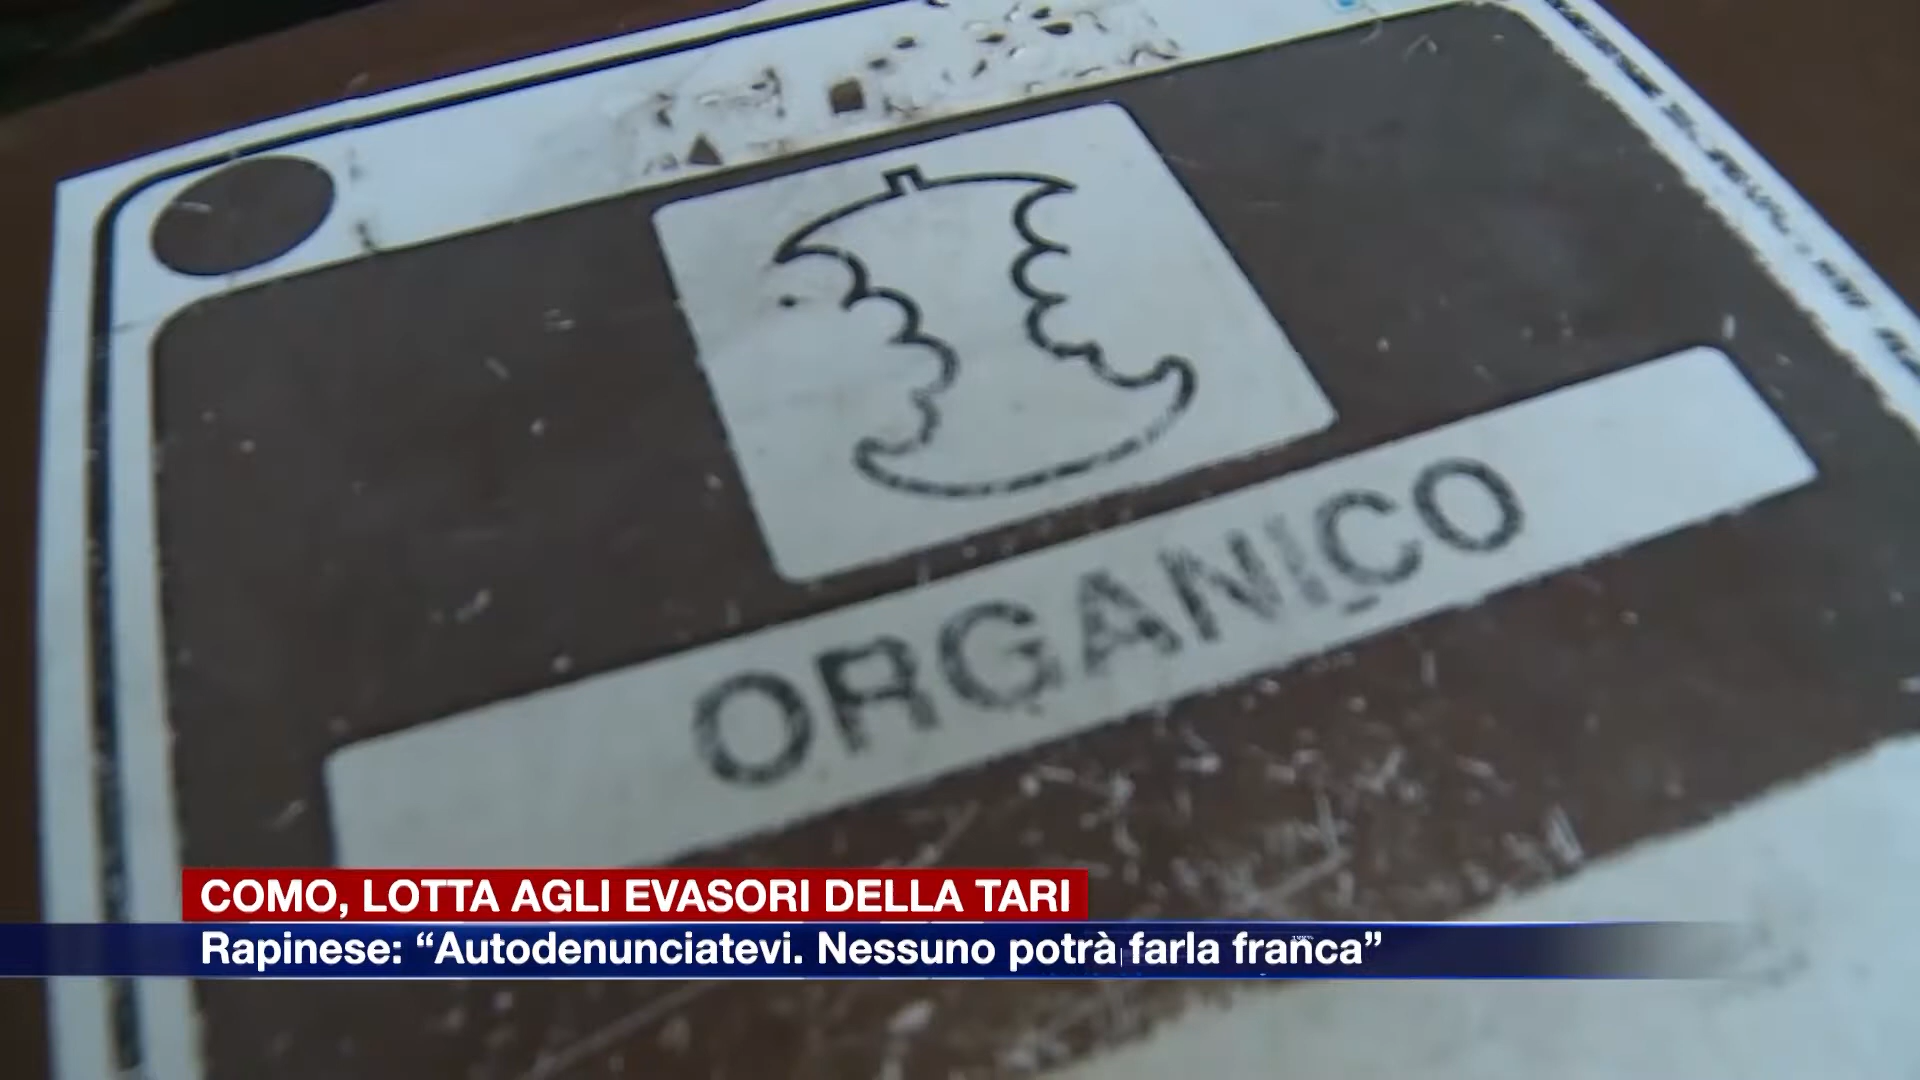 ORGANICO
COMO, LOTTA AGLI EVASORI DELLA TARI
Rapinese: “Autodenunciatevi. Nessuno potrà farla franca”